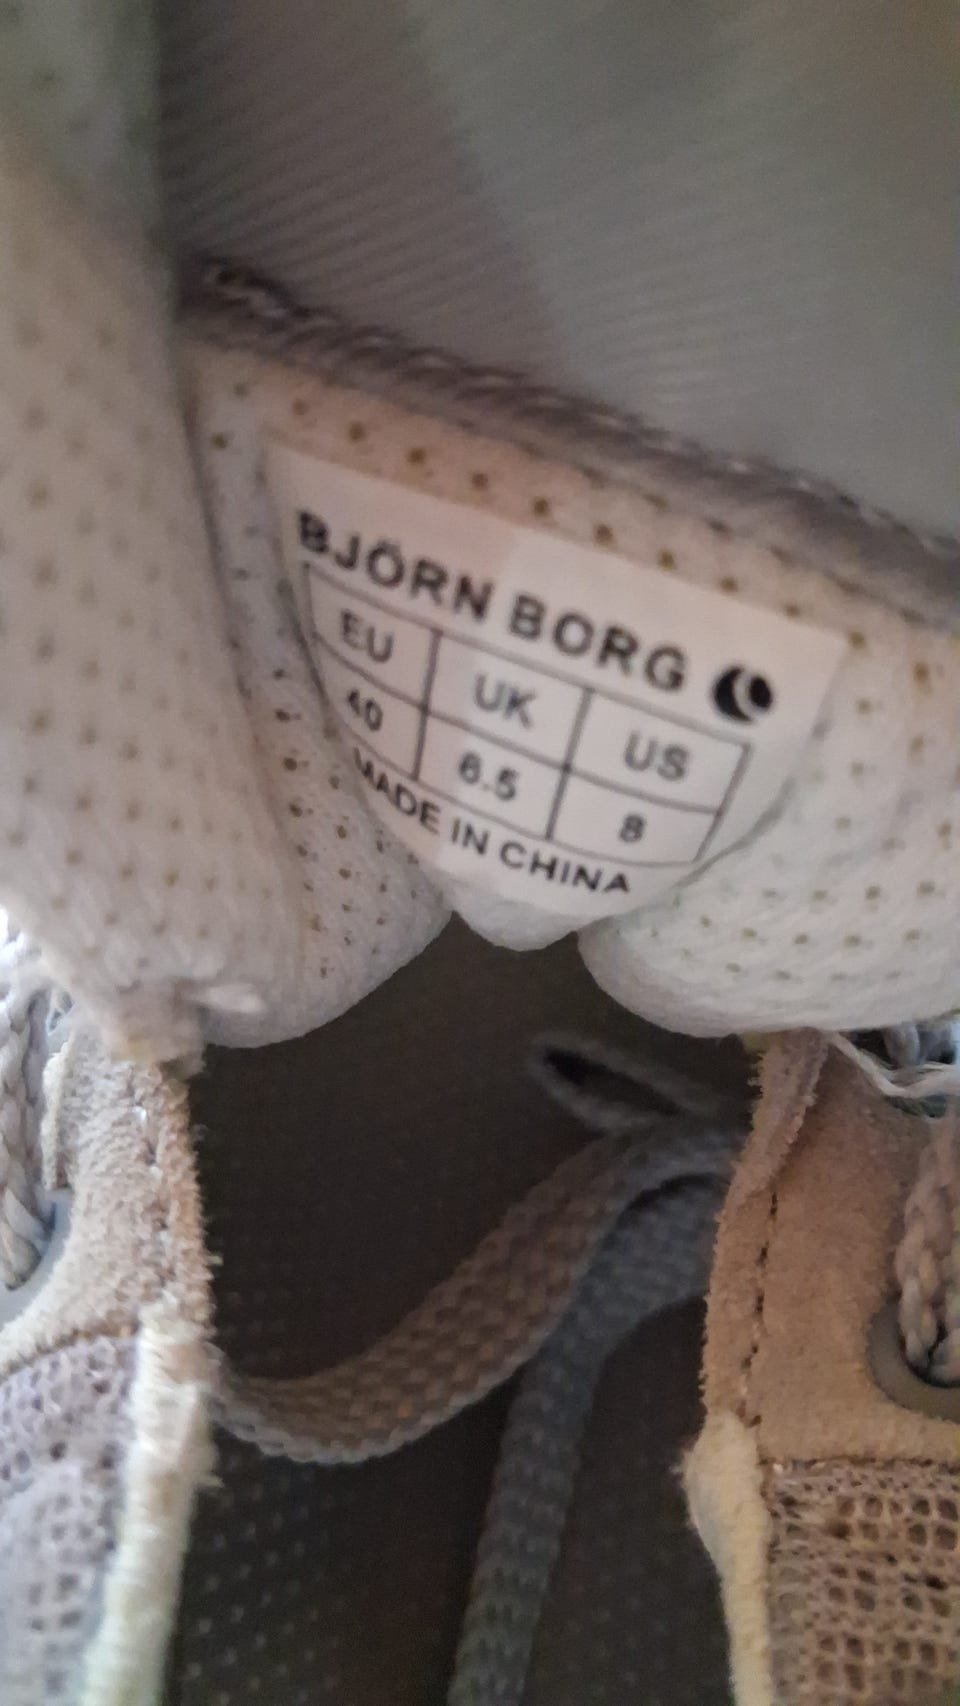 BJÖRN BORG
EU UK US
40 6.5 8
MADE IN CHINA